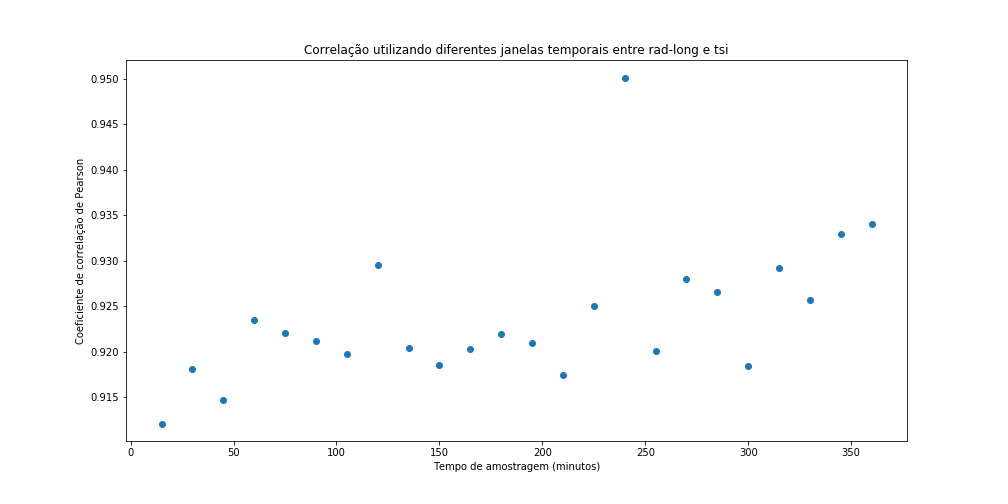 Correlação utilizando diferentes janelas temporais entre rad-long e tsi
Coeficiente de correlação de Pearson
0.950
0.945
0.940
0.935
0.930
0.925
0.920
0.915
0 50 100 150 200 250 300 350
Tempo de amostragem (minutos)